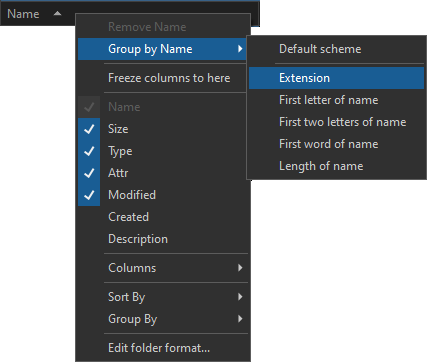 Name
Remove Name
Group by Name
Freeze columns to here
Name
Size
Type
Attr
Modified
Created
Description
Columns
Sort By
Group By
Edit folder format...
Default scheme
Extension
First letter of name
First two letters of name
First word of name
Length of name